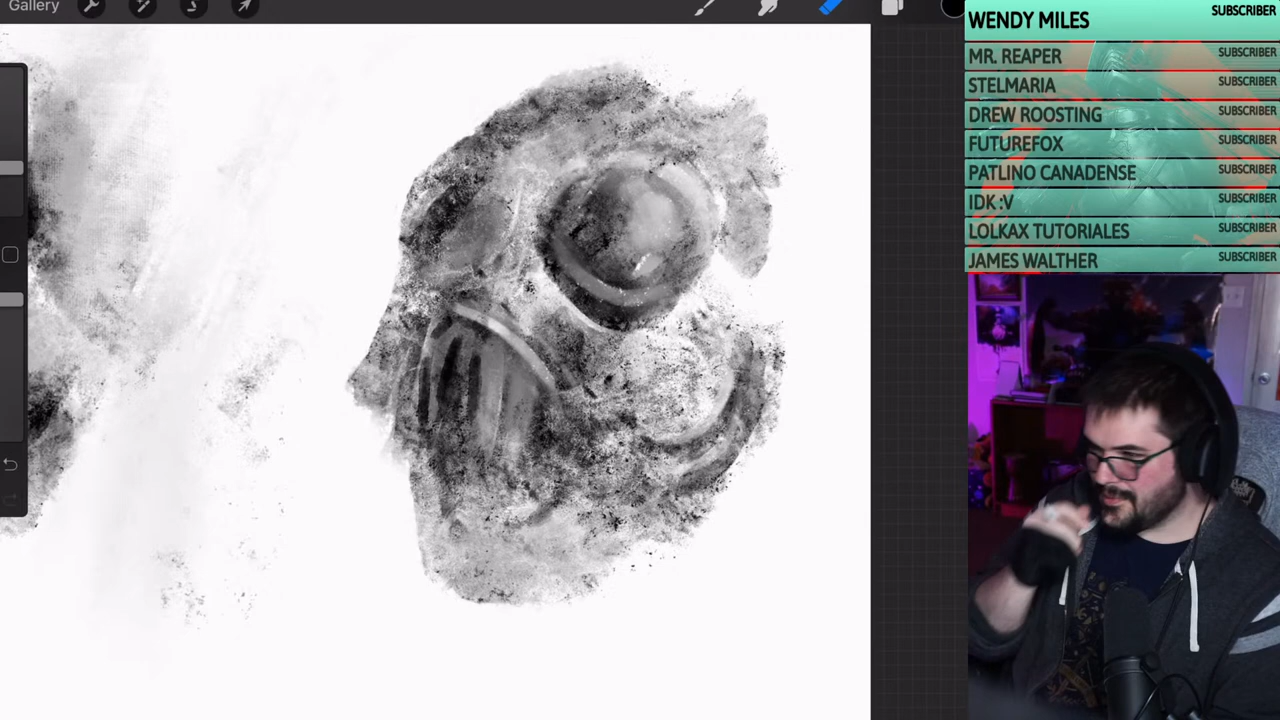 Gallery
WENDY MILES SUBSCRIBER
MR. REAPER SUBSCRIBER
STELMARIA SUBSCRIBER
DREW ROOSTING SUBSCRIBER
FUTUREFOX SUBSCRIBER
PATLINO CANADENSE SUBSCRIBER
IDK :V SUBSCRIBER
LOLKAX TUTORIALES SUBSCRIBER
JAMES WALTHER SUBSCRIBER